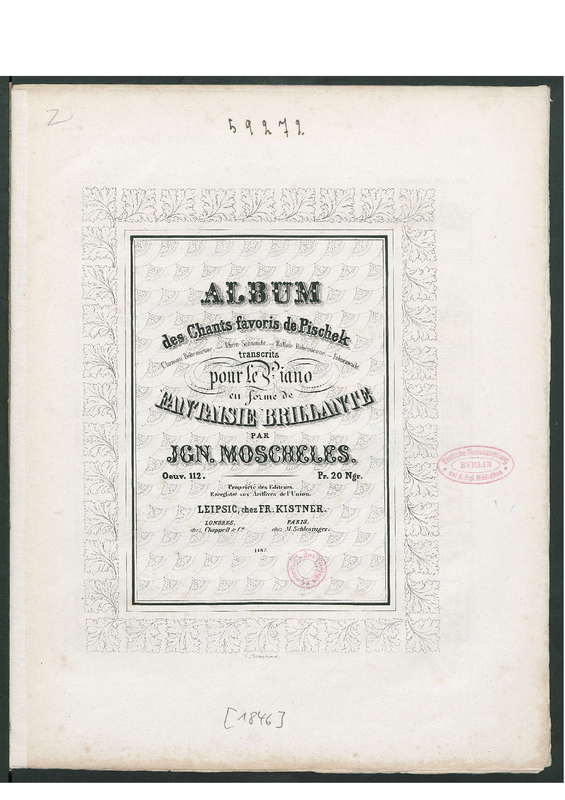 Z
59272
ALBUM
des Chants favoris de Pischek
Chanson Bohémienne — Rhein-Sehnsucht. — Ballade Bohémienne. — Fahnenwacht
transcrits
pour le Piano
en forme de
FANTAISIE BRILLANTE
PAR
JGN. MOSCHELES.
Oeuv. 112. Pr. 20 Ngr.
Propriété des Editeurs.
Enregistré aux Archives de l'Union.
LEIPSIC, chez FR. KISTNER.
LONDRES, PARIS,
chez Chappell & Co. chez M. Schlesinger.
1487.
BERLIN
[1846]